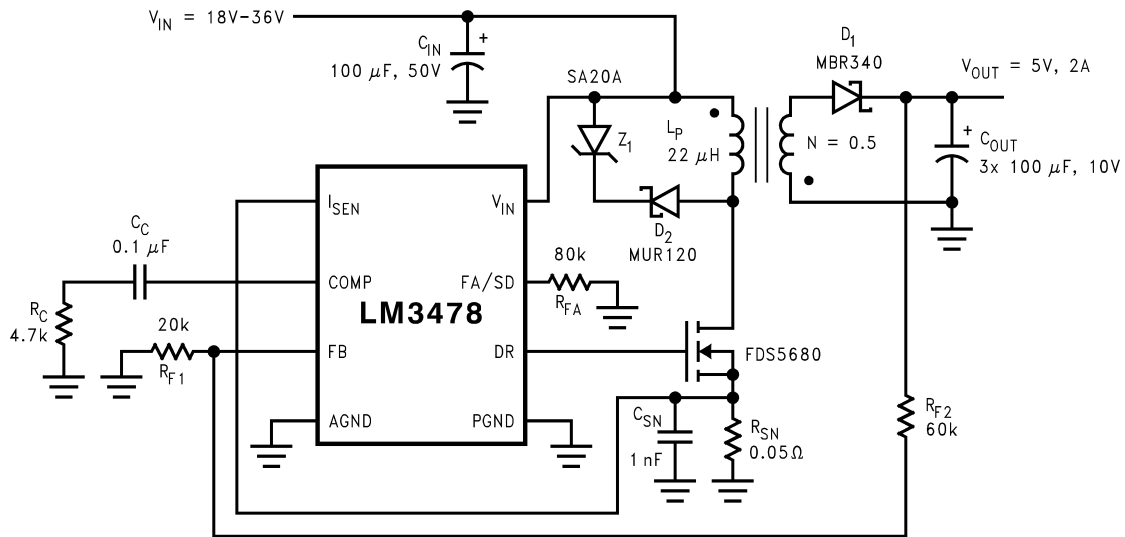 V_IN = 18V-36V
C_IN
+
100 μF, 50V
SA20A
Z_1
D_2
MUR120
L_P
22 μH
N = 0.5
D_1
MBR340
V_OUT = 5V, 2A
+
C_OUT
3x 100 μF, 10V
C_C
0.1 μF
R_C
4.7k
20k
R_F1
I_SEN
COMP
FB
AGND
LM3478
V_IN
FA/SD
DR
PGND
80k
R_FA
FDS5680
C_SN
1 nF
R_SN
0.05Ω
R_F2
60k